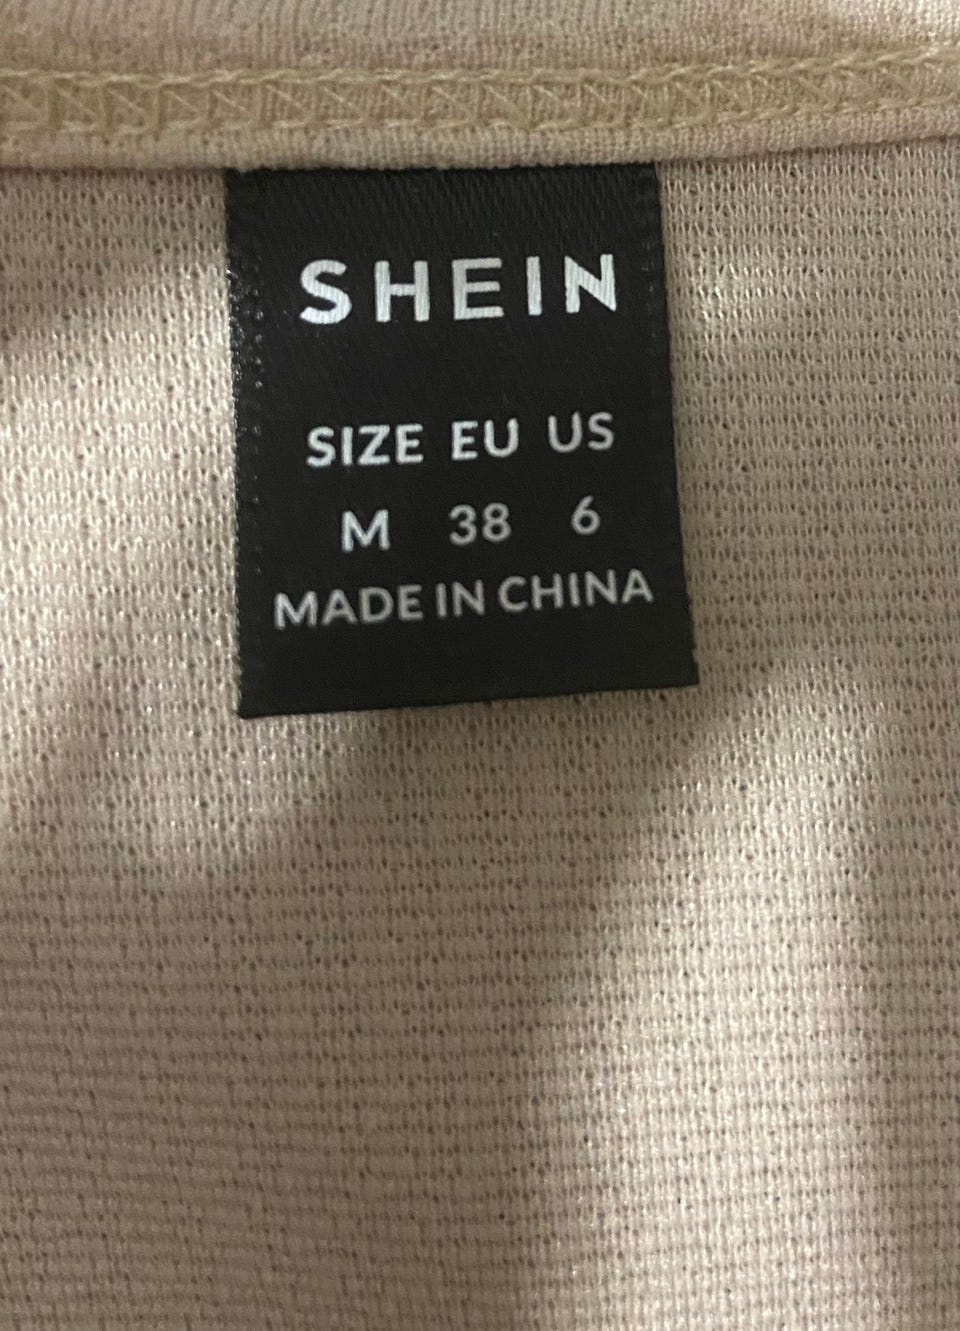 SHEIN
SIZE EU US
M 38 6
MADE IN CHINA